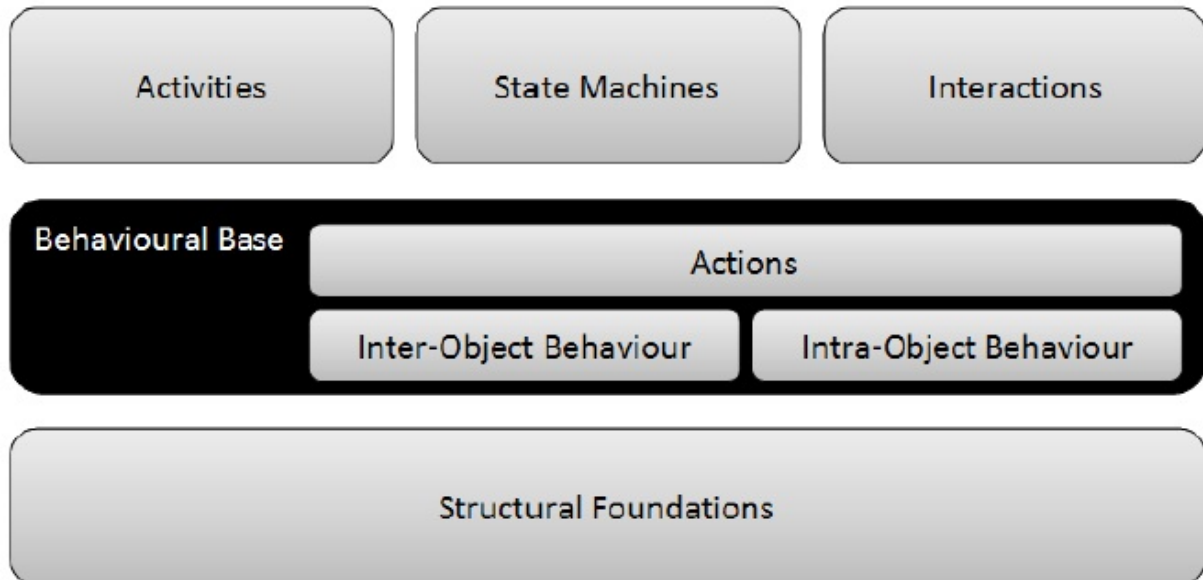 Activities
State Machines
Interactions
Behavioural Base
Actions
Inter-Object Behaviour
Intra-Object Behaviour
Structural Foundations